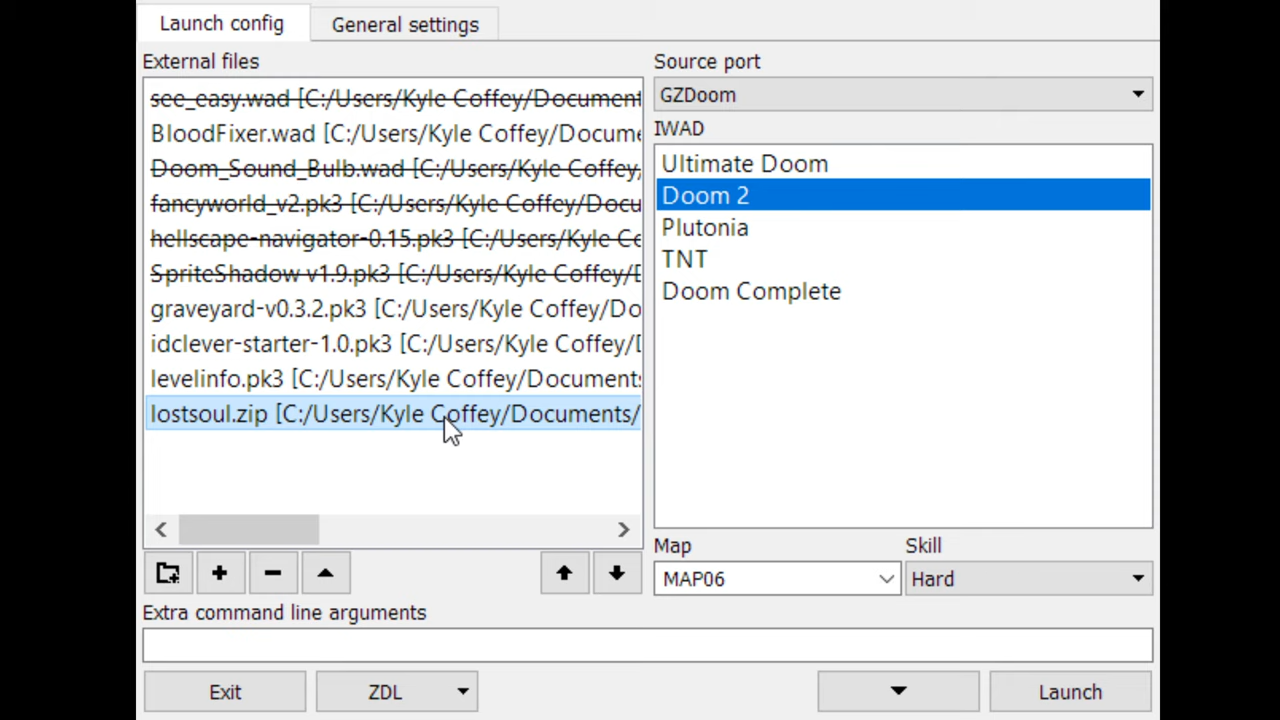 Launch config
General settings
External files
see_easy.wad [C:/Users/Kyle Coffey/Document
BloodFixer.wad [C:/Users/Kyle Coffey/Docume
Doom_Sound_Bulb.wad [C:/Users/Kyle Coffey/
fancyworld_v2.pk3 [C:/Users/Kyle Coffey/Docu
hellscape-navigator-0.15.pk3 [C:/Users/Kyle Co
SpriteShadow v1.9.pk3 [C:/Users/Kyle Coffey/D
graveyard-v0.3.2.pk3 [C:/Users/Kyle Coffey/Do
idclever-starter-1.0.pk3 [C:/Users/Kyle Coffey/D
levelinfo.pk3 [C:/Users/Kyle Coffey/Documents
lostsoul.zip [C:/Users/Kyle Coffey/Documents/
Source port
GZDoom
IWAD
Ultimate Doom
Doom 2
Plutonia
TNT
Doom Complete
Map
Skill
MAP06
Hard
Extra command line arguments
Exit
ZDL
Launch